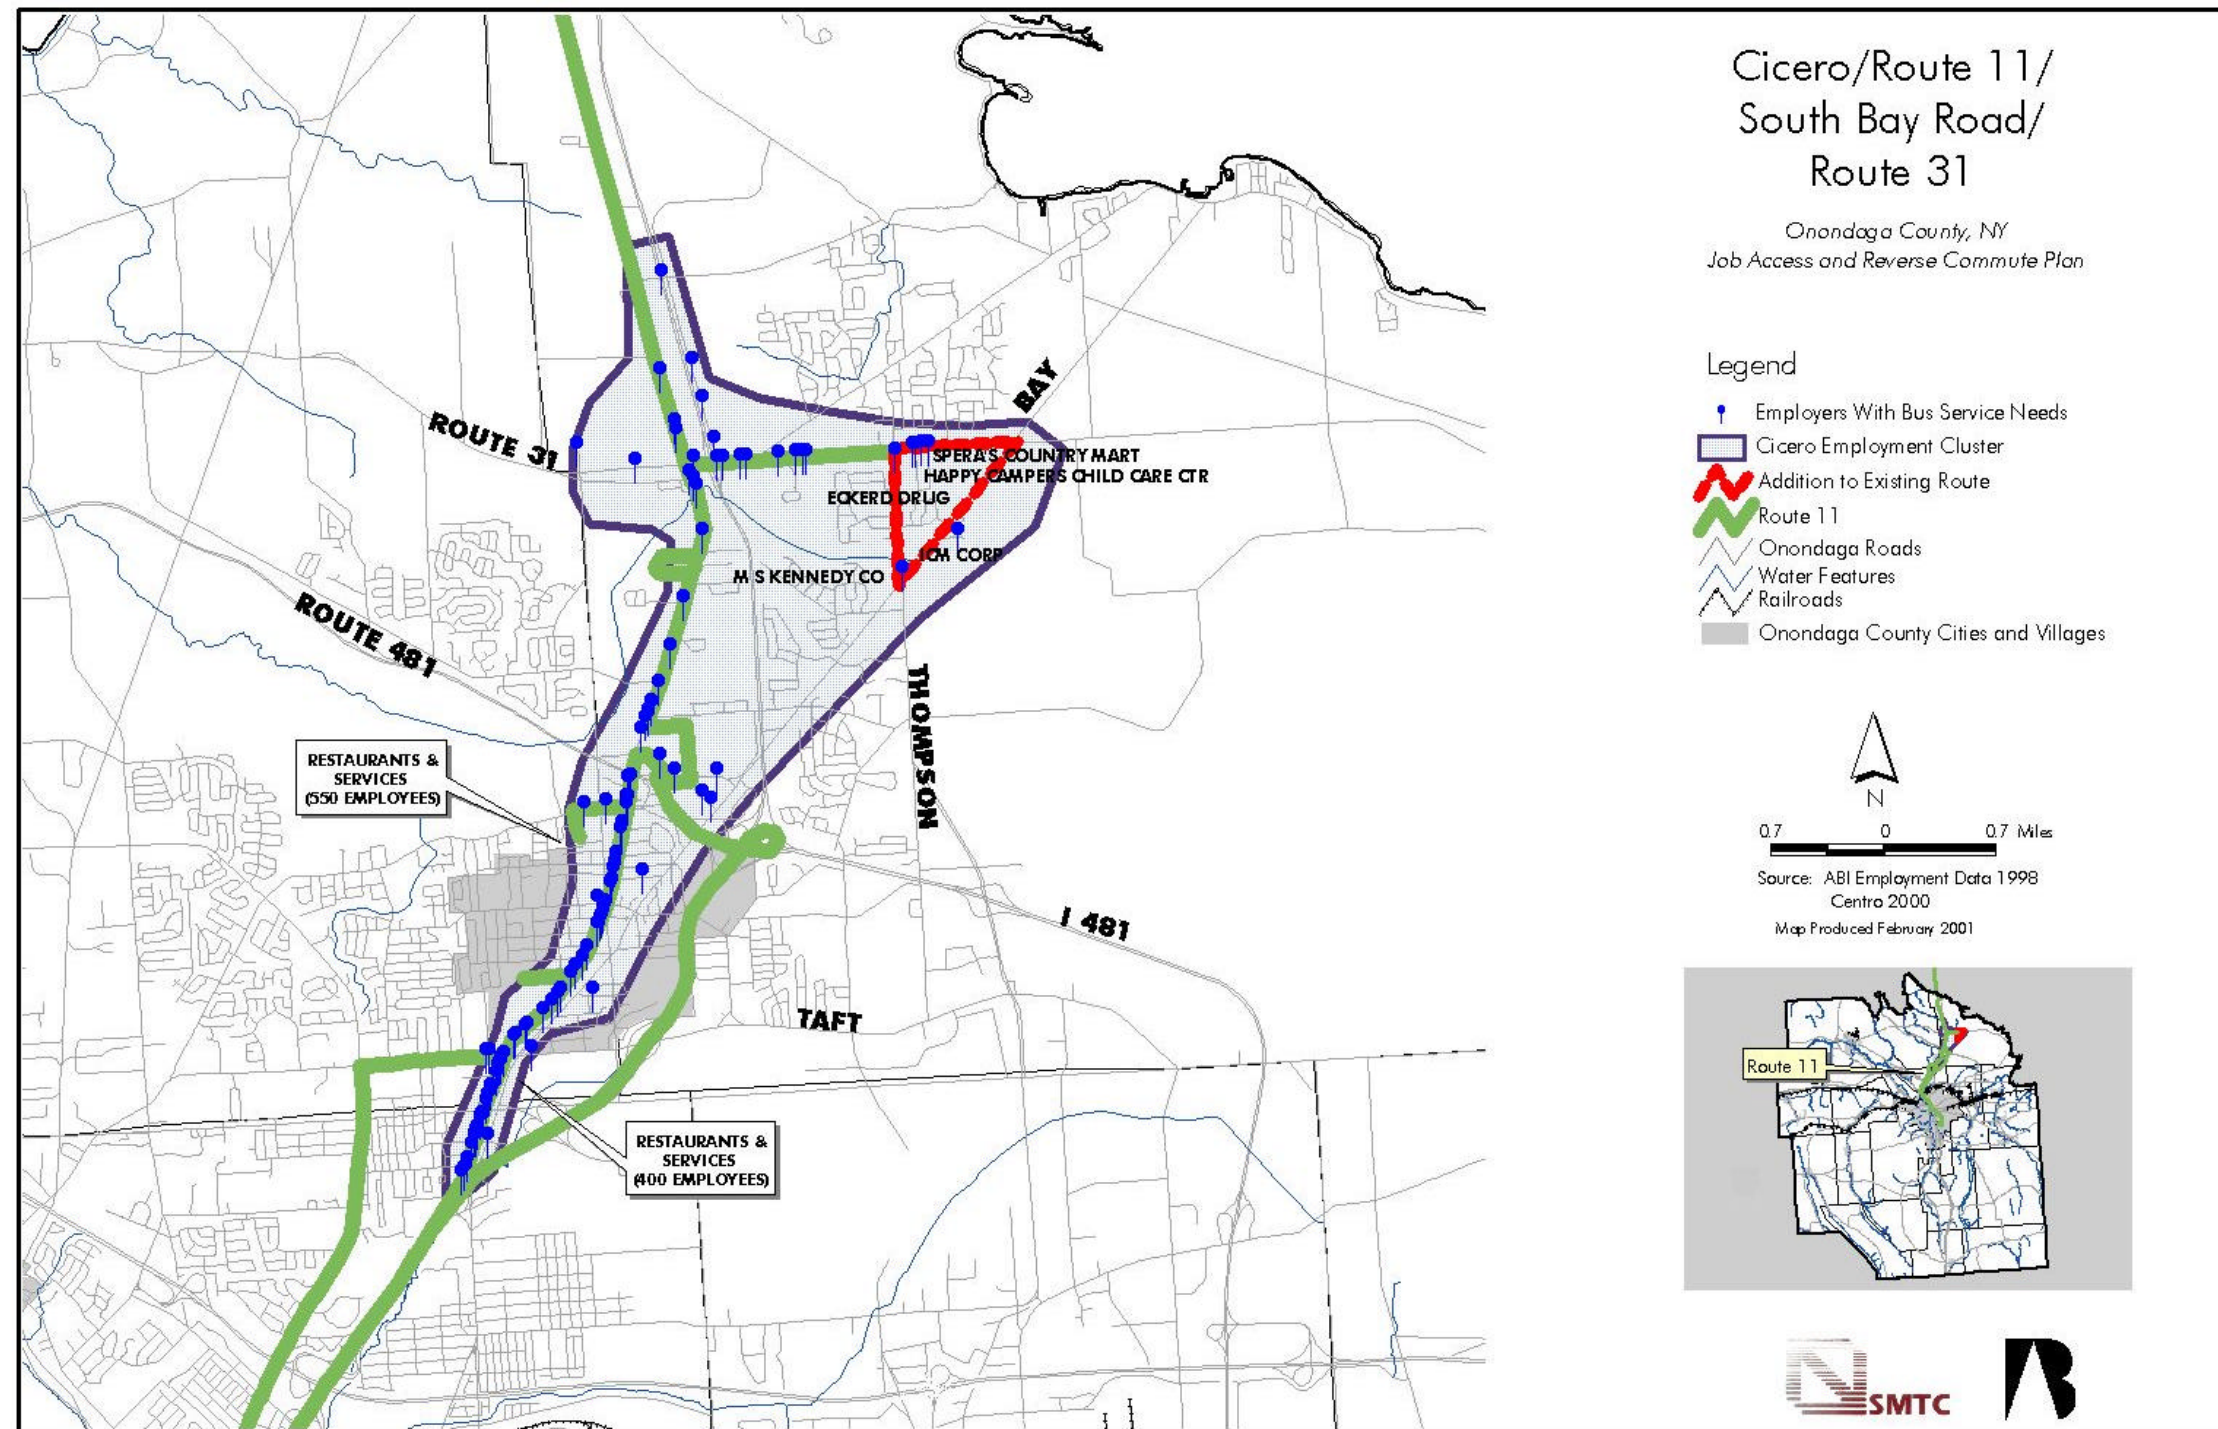 Cicero/Route 11/
South Bay Road/
Route 31
Onondaga County, NY
Job Access and Reverse Commute Plan
Legend
Employers With Bus Service Needs
Cicero Employment Cluster
Addition to Existing Route
Route 11
Onondaga Roads
Water Features
Railroads
Onondaga County Cities and Villages
N
0.7 0 0.7 Miles
Source: ABI Employment Data 1998
Centro 2000
Map Produced February 2001
Route 11
SMTC
BAY
ROUTE 31
SPERA'S COUNTRY MART
HAPPY CAMPERS CHILD CARE CTR
ECKERD DRUG
ICM CORP
M S KENNEDY CO
ROUTE 481
THOMPSON
RESTAURANTS &
SERVICES
(550 EMPLOYEES)
I 481
TAFT
RESTAURANTS &
SERVICES
(400 EMPLOYEES)